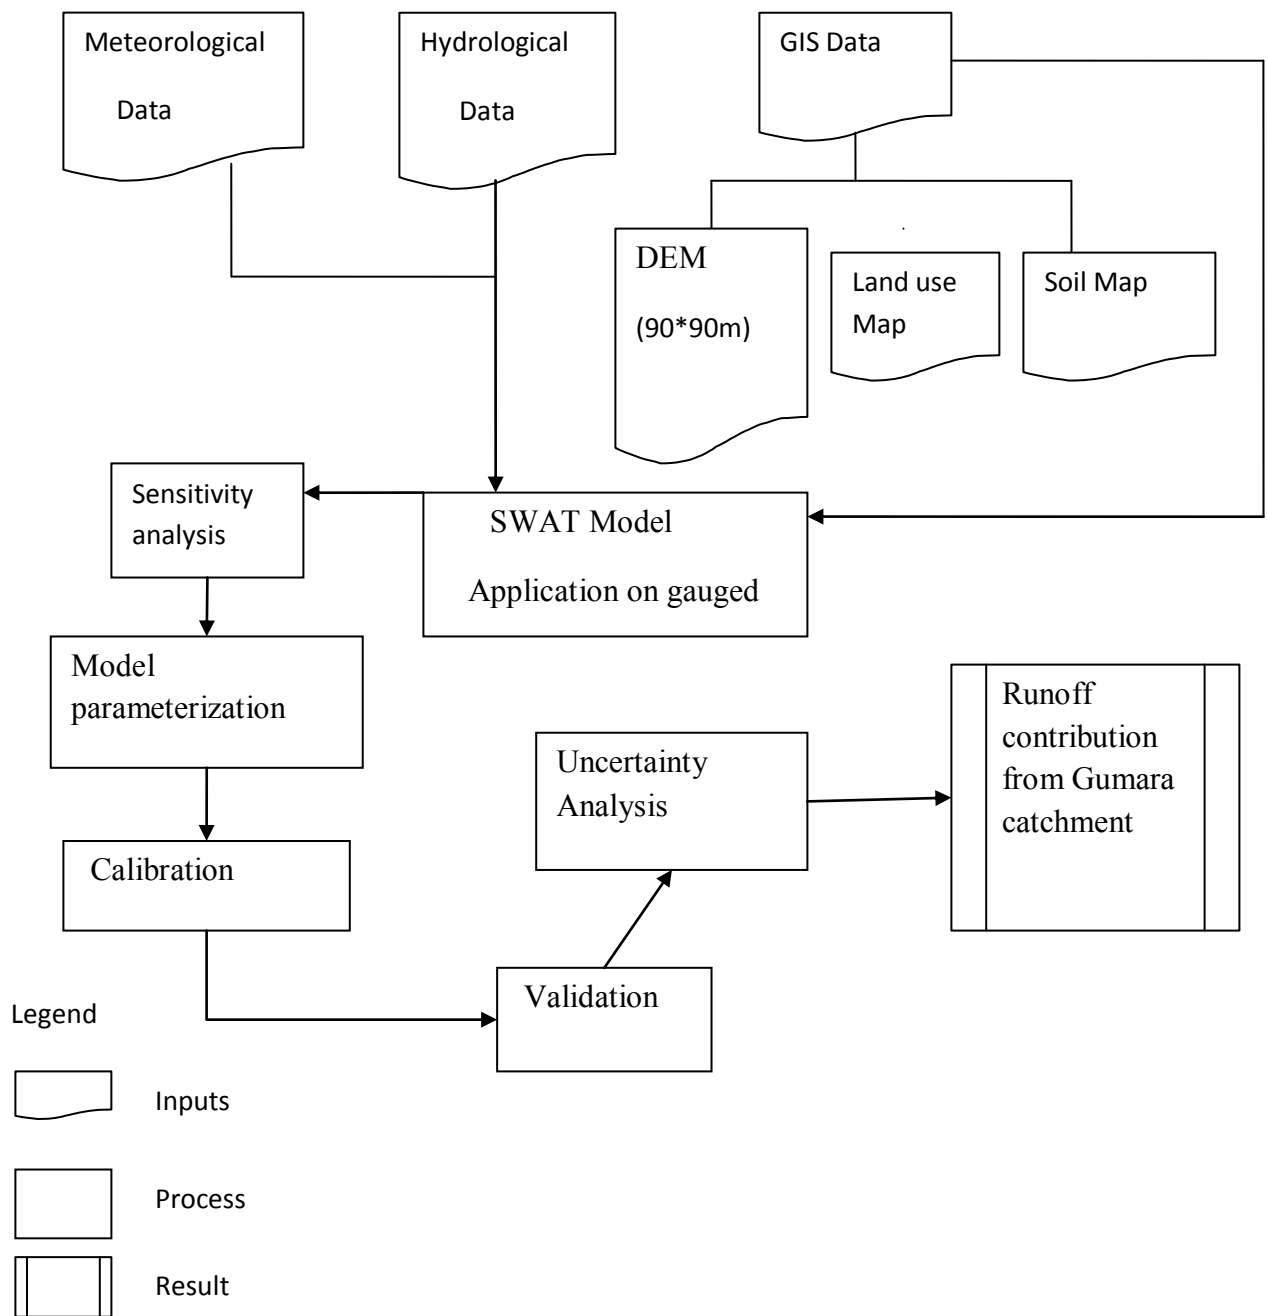 Meteorological
Data
Hydrological
Data
GIS Data
DEM
(90*90m)
Land use
Map
Soil Map
Sensitivity
analysis
SWAT Model
Application on gauged
Model
parameterization
Runoff
contribution
from Gumara
catchment
Uncertainty
Analysis
Calibration
Validation
Legend
Inputs
Process
Result